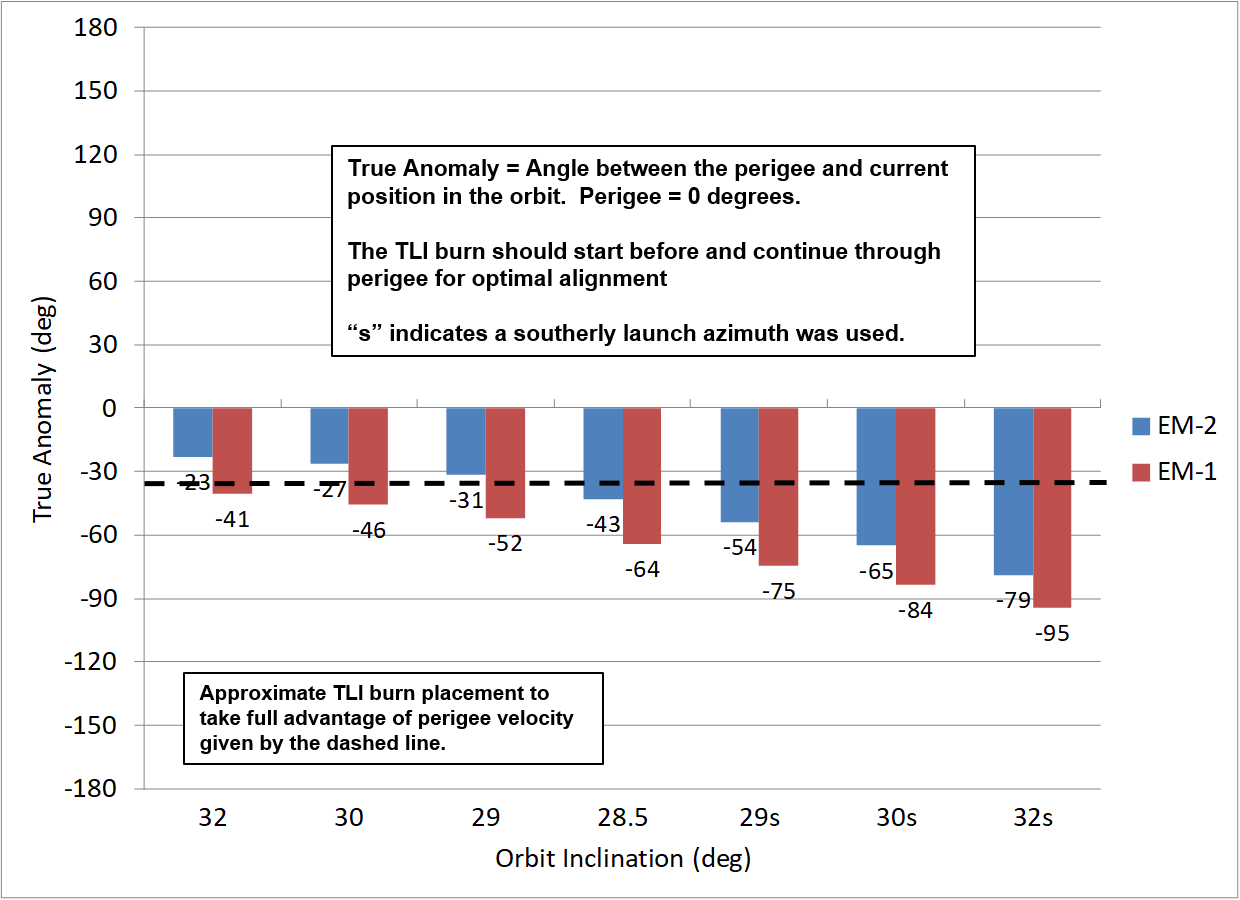 180
150
120
90
60
30
0
-30
-60
-90
-120
-150
-180
True Anomaly (deg)
True Anomaly = Angle between the perigee and current
position in the orbit.  Perigee = 0 degrees.
The TLI burn should start before and continue through
perigee for optimal alignment
“s” indicates a southerly launch azimuth was used.
EM-2
EM-1
-23
-41
-27
-46
-31
-52
-43
-64
-54
-75
-65
-84
-79
-95
Approximate TLI burn placement to
take full advantage of perigee velocity
given by the dashed line.
32 30 29 28.5 29s 30s 32s
Orbit Inclination (deg)